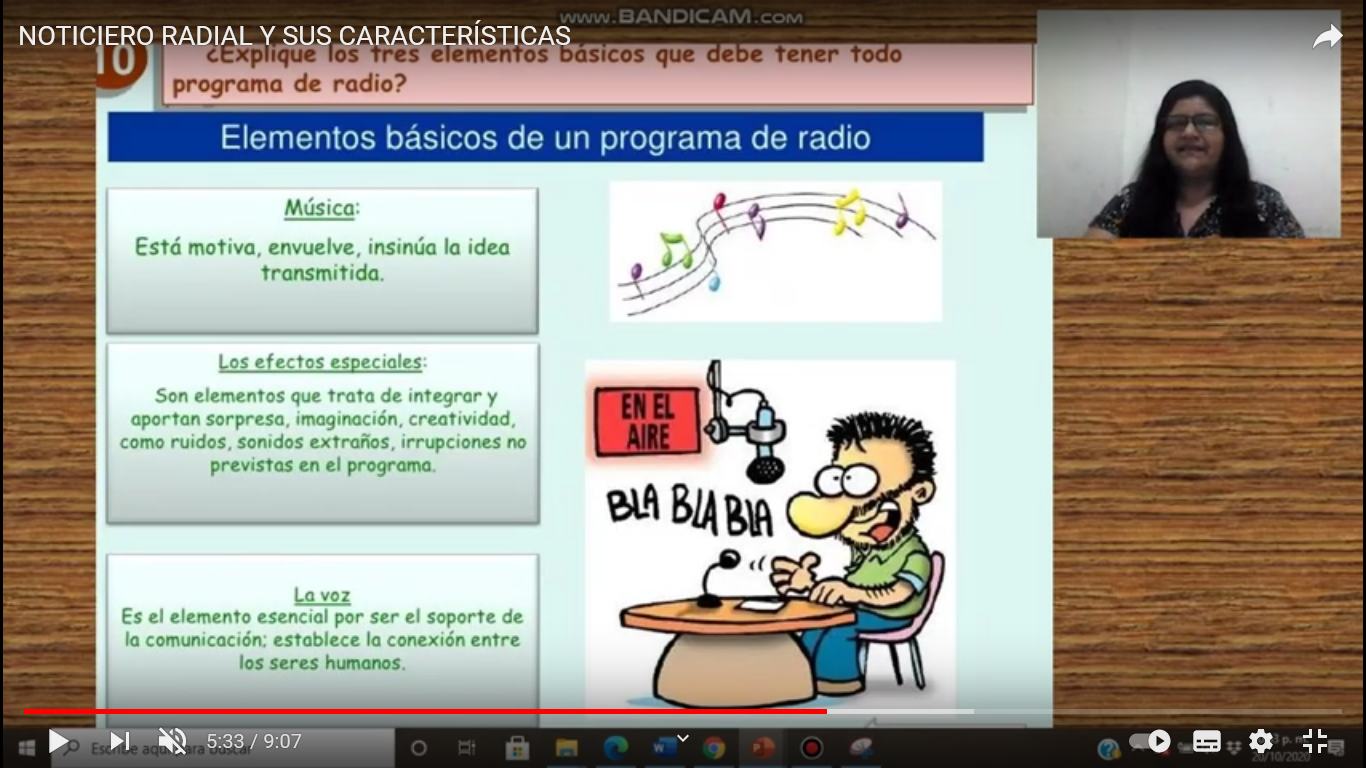 www.BANDICAM.com
NOTICIERO RADIAL Y SUS CARACTERÍSTICAS
10
¿Explique los tres elementos básicos que debe tener todo
programa de radio?
Elementos básicos de un programa de radio
Música:
Está motiva, envuelve, insinúa la idea
transmitida.
Los efectos especiales:
Son elementos que trata de integrar y
aportan sorpresa, imaginación, creatividad,
como ruidos, sonidos extraños, irrupciones no
previstas en el programa.
La voz
Es el elemento esencial por ser el soporte de
la comunicación; establece la conexión entre
los seres humanos.
EN EL
AIRE
BLA BLA BLA
5:33 / 9:07
Escribe aquí para buscar
20/10/2020